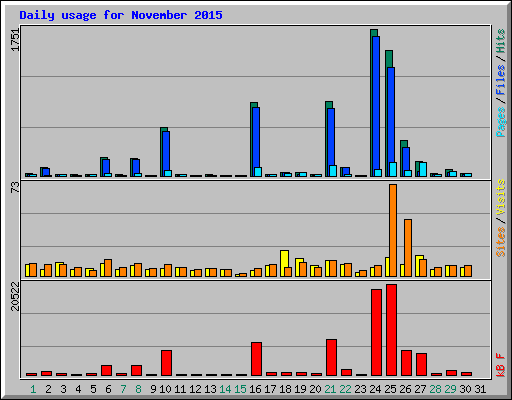 Daily usage for November 2015
1751
Pages/Files/Hits
73
Sites/Visits
20522
kB F
1 2 3 4 5 6 7 8 9 10 11 12 13 14 15 16 17 18 19 20 21 22 23 24 25 26 27 28 29 30 31